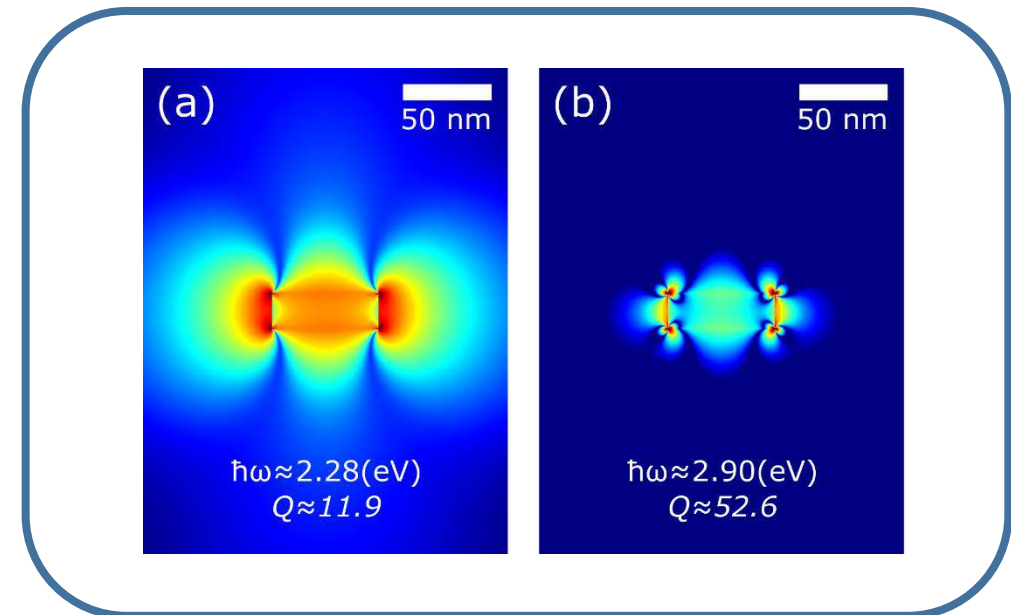 (a)
50 nm
ħω≈2.28(eV)
Q≈11.9
(b)
50 nm
ħω≈2.90(eV)
Q≈52.6